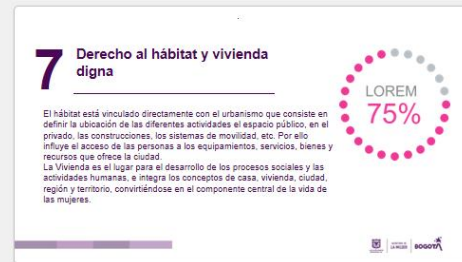 7
Derecho al hábitat y vivienda
digna
El hábitat está vinculado directamente con el urbanismo que consiste en
definir la ubicación de las diferentes actividades el espacio público, en el
privado, las construcciones, los sistemas de movilidad, etc. Por ello
influye el acceso de las personas a los equipamientos, servicios, bienes y
recursos que ofrece la ciudad.
La Vivienda es el lugar para el desarrollo de los procesos sociales y las
actividades humanas, e integra los conceptos de casa, vivienda, ciudad,
región y territorio, convirtiéndose en el componente central de la vida de
las mujeres.
LOREM
75%
LA MUJER
BOGOTÁ